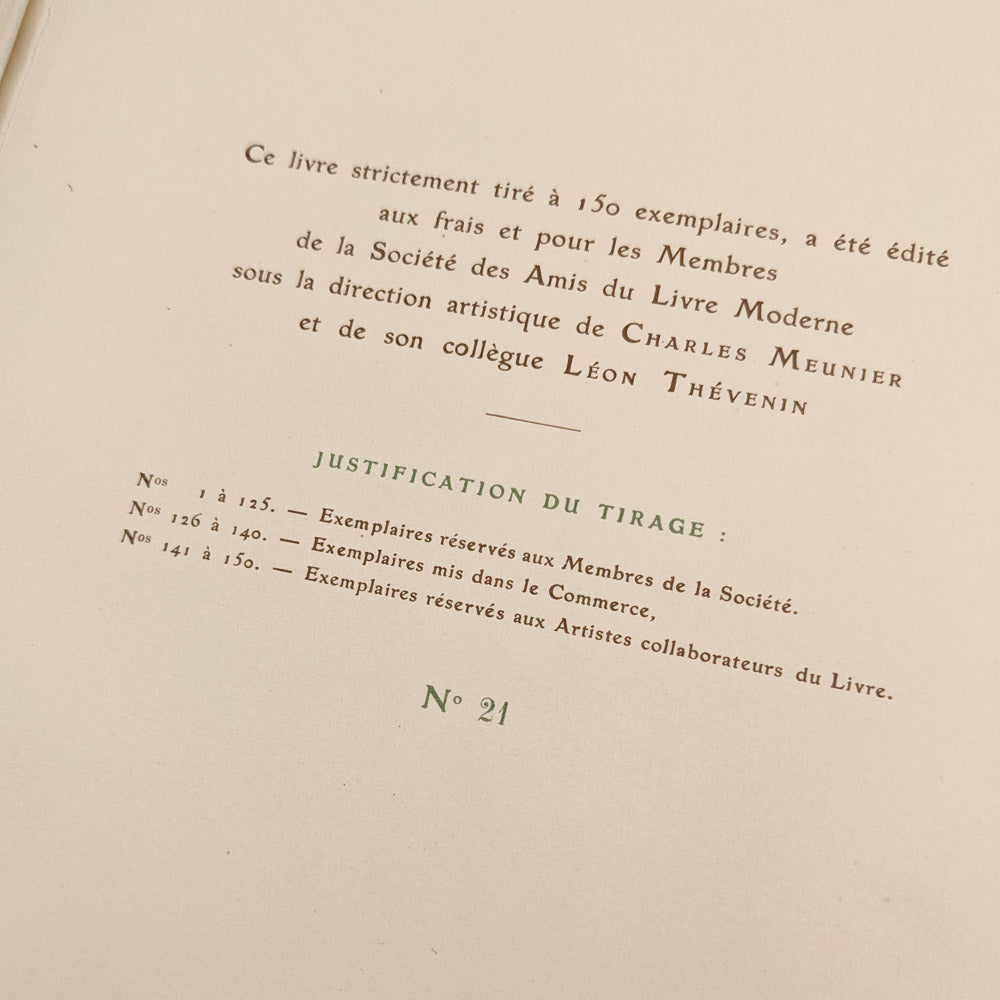 Ce livre strictement tiré à 150 exemplaires, a été édité
aux frais et pour les Membres
de la Société des Amis du Livre Moderne
sous la direction artistique de CHARLES MEUNIER
et de son collègue LÉON THÉVENIN
JUSTIFICATION DU TIRAGE :
Nos 1 à 125. — Exemplaires réservés aux Membres de la Société.
Nos 126 à 140. — Exemplaires mis dans le Commerce,
Nos 141 à 150. — Exemplaires réservés aux Artistes collaborateurs du Livre.
No 21